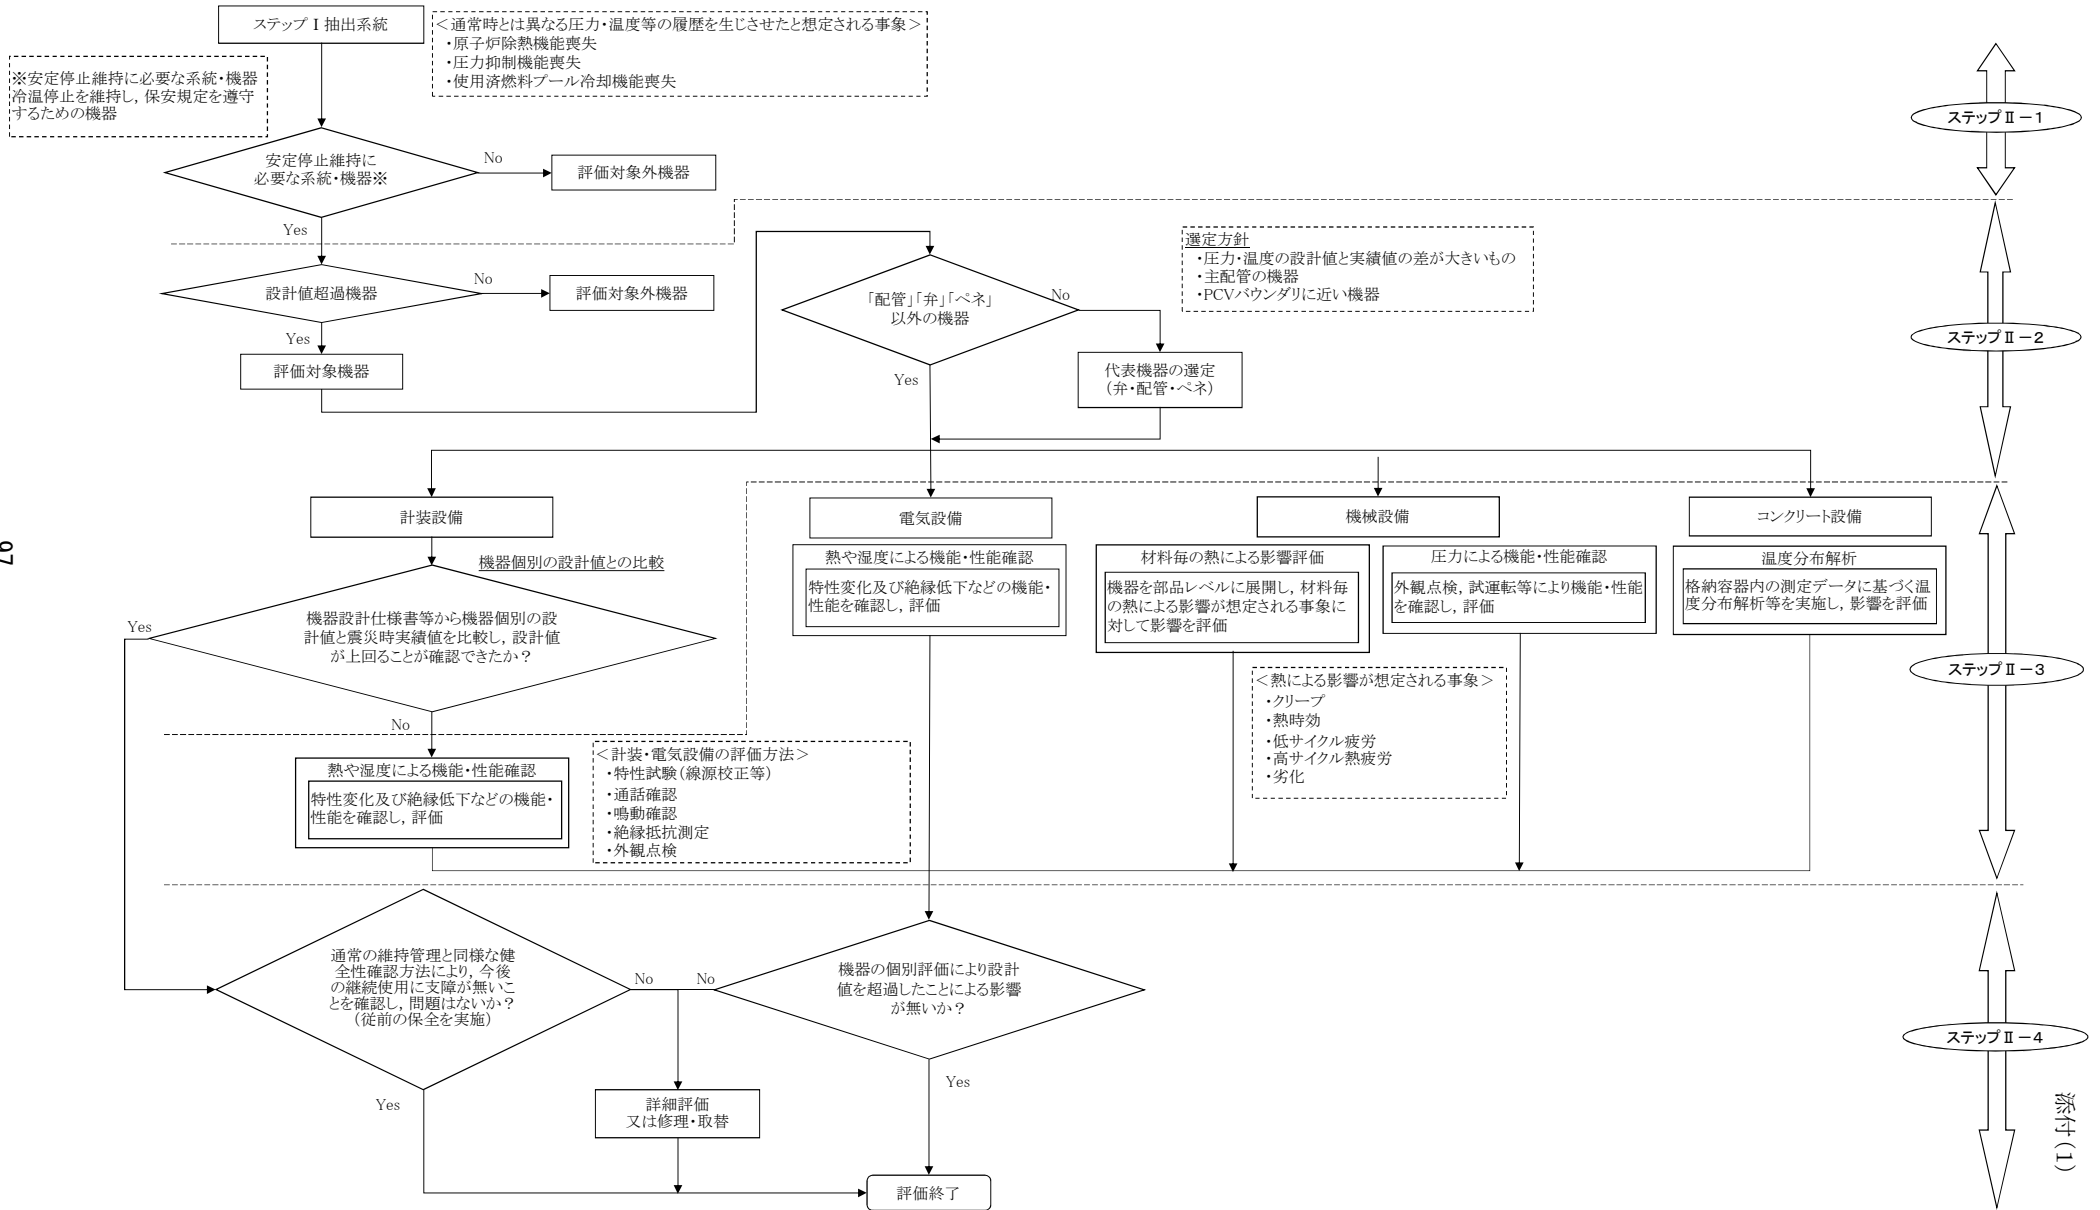 ステップⅠ抽出系統
＜通常時とは異なる圧力・温度等の履歴を生じさせたと想定される事象＞
・原子炉除熱機能喪失
・圧力抑制機能喪失
・使用済燃料プール冷却機能喪失
※安定停止維持に必要な系統・機器
冷温停止を維持し，保安規定を遵守
するための機器
ステップⅡ－１
安定停止維持に
必要な系統・機器※
No
評価対象外機器
Yes
設計値超過機器
No
評価対象外機器
Yes
評価対象機器
「配管」「弁」「ペネ」
以外の機器
No
Yes
選定方針
・圧力・温度の設計値と実績値の差が大きいもの
・主配管の機器
・PCVバウンダリに近い機器
代表機器の選定
（弁・配管・ペネ）
ステップⅡ－２
計装設備
電気設備
機械設備
コンクリート設備
機器個別の設計値との比較
機器設計仕様書等から機器個別の設
計値と震災時実績値を比較し，設計値
が上回ることが確認できたか？
Yes
No
熱や湿度による機能・性能確認
特性変化及び絶縁低下などの機能・
性能を確認し，評価
材料毎の熱による影響評価
機器を部品レベルに展開し，材料毎
の熱による影響が想定される事象に
対して影響を評価
圧力による機能・性能確認
外観点検，試運転等により機能・性能
を確認し，評価
温度分布解析
格納容器内の測定データに基づく温
度分布解析等を実施し，影響を評価
＜熱による影響が想定される事象＞
・クリープ
・熱時効
・低サイクル疲労
・高サイクル熱疲労
・劣化
ステップⅡ－３
熱や湿度による機能・性能確認
特性変化及び絶縁低下などの機能・
性能を確認し，評価
＜計装・電気設備の評価方法＞
・特性試験（線源校正等）
・通話確認
・鳴動確認
・絶縁抵抗測定
・外観点検
通常の維持管理と同様な健
全性確認方法により，今後
の継続使用に支障が無いこ
とを確認し，問題はないか？
（従前の保全を実施）
No
No
機器の個別評価により設計
値を超過したことによる影響
が無いか？
Yes
Yes
詳細評価
又は修理・取替
評価終了
ステップⅡ－４
添付（1）